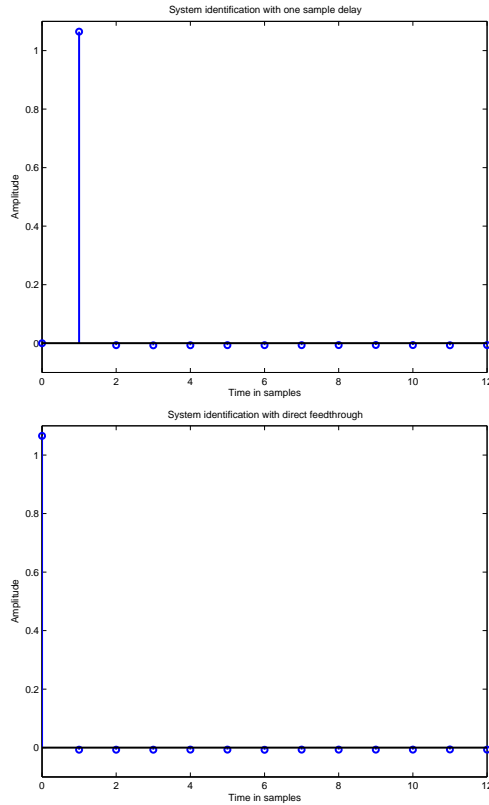 System identification with one sample delay
1
0.8
0.6
0.4
0.2
0
Amplitude
0 2 4 6 8 10 12
Time in samples
System identification with direct feedthrough
1
0.8
0.6
0.4
0.2
0
Amplitude
0 2 4 6 8 10 12
Time in samples